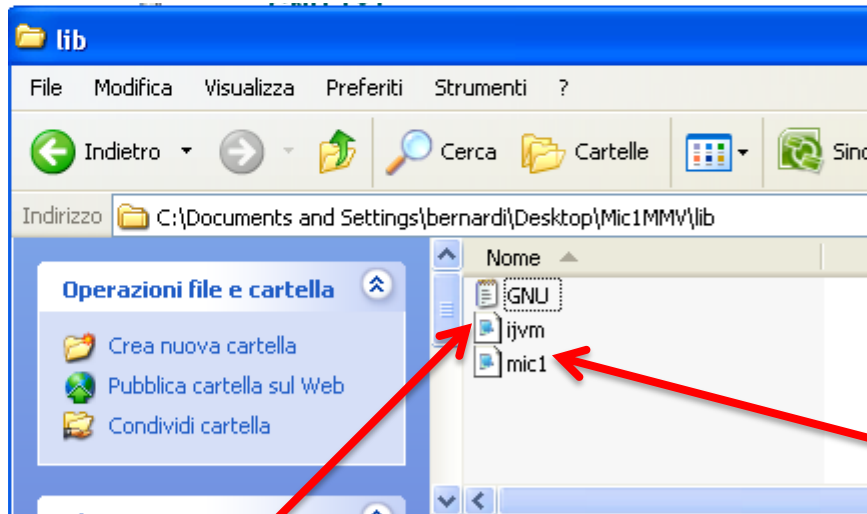 lib
File Modifica Visualizza Preferiti Strumenti ?
Indietro Cerca Cartelle Sinc
Indirizzo C:\Documents and Settings\bernardi\Desktop\Mic1MMV\lib
Nome
Operazioni file e cartella
GNU
ijvm
Crea nuova cartella
mic1
Pubblica cartella sul Web
Condividi cartella